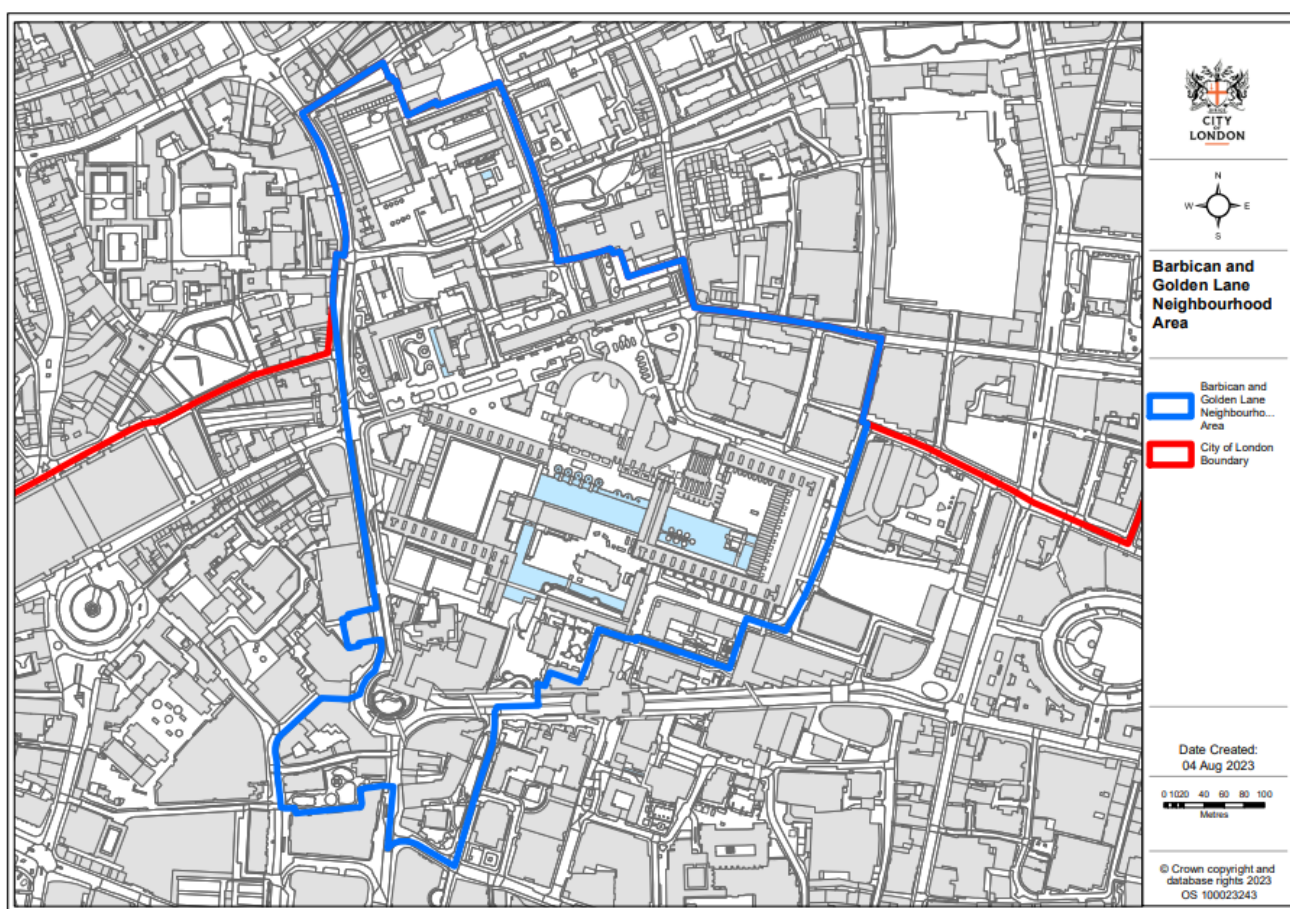 CITY
OF
LONDON
N
W E
S
Barbican and
Golden Lane
Neighbourhood
Area
Barbican and
Golden Lane
Neighbourho...
Area
City of London
Boundary
Date Created:
04 Aug 2023
0 10 20 40 60 80 100
Metres
© Crown copyright and
database rights 2023
OS 100023243